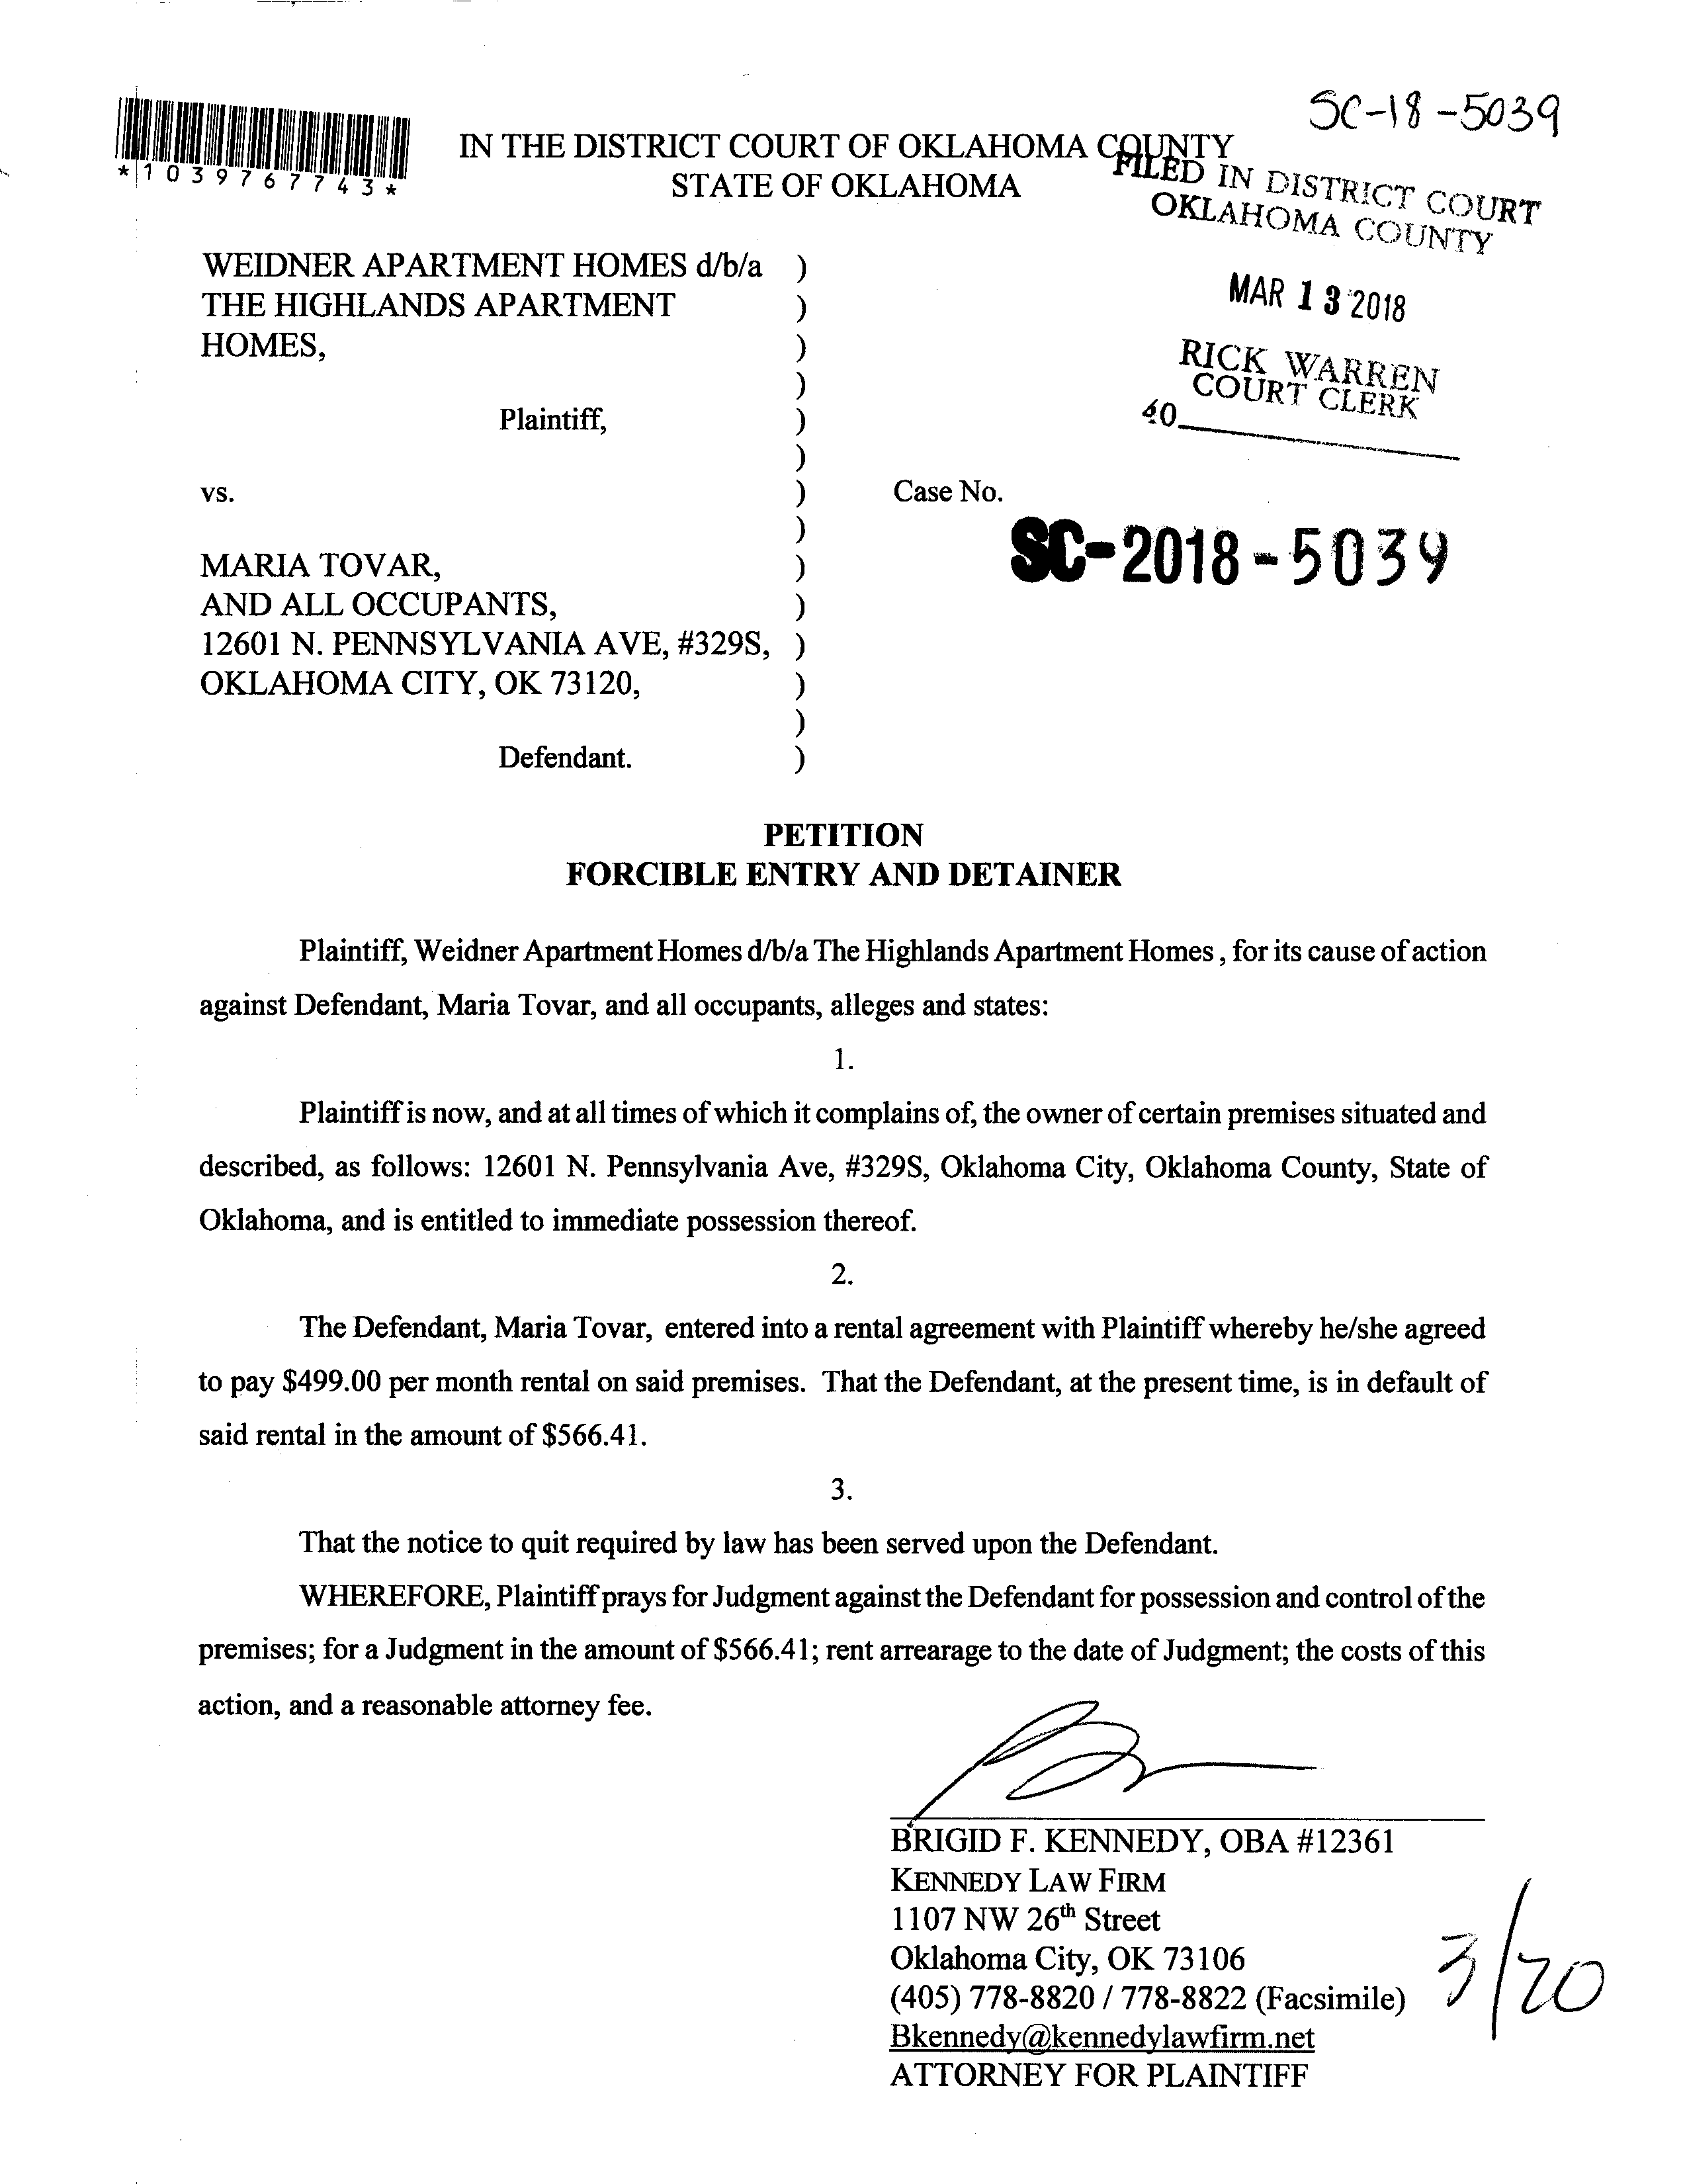 SC-18-5039
*1039767743*
IN THE DISTRICT COURT OF OKLAHOMA COUNTY
STATE OF OKLAHOMA
FILED IN DISTRICT COURT
OKLAHOMA COUNTY
MAR 13 2018
RICK WARREN
COURT CLERK
40
WEIDNER APARTMENT HOMES d/b/a )
THE HIGHLANDS APARTMENT )
HOMES, )
)
Plaintiff, )
)
vs. ) Case No.
)
SC-2018-5039
MARIA TOVAR, )
AND ALL OCCUPANTS, )
12601 N. PENNSYLVANIA AVE, #329S, )
OKLAHOMA CITY, OK 73120, )
)
Defendant. )
PETITION
FORCIBLE ENTRY AND DETAINER
Plaintiff, Weidner Apartment Homes d/b/a The Highlands Apartment Homes , for its cause of action
against Defendant, Maria Tovar, and all occupants, alleges and states:
1.
Plaintiff is now, and at all times of which it complains of, the owner of certain premises situated and
described, as follows: 12601 N. Pennsylvania Ave, #329S, Oklahoma City, Oklahoma County, State of
Oklahoma, and is entitled to immediate possession thereof.
2.
The Defendant, Maria Tovar, entered into a rental agreement with Plaintiff whereby he/she agreed
to pay $499.00 per month rental on said premises. That the Defendant, at the present time, is in default of
said rental in the amount of $566.41.
3.
That the notice to quit required by law has been served upon the Defendant.
WHEREFORE, Plaintiff prays for Judgment against the Defendant for possession and control of the
premises; for a Judgment in the amount of $566.41; rent arrearage to the date of Judgment; the costs of this
action, and a reasonable attorney fee.
BRIGID F. KENNEDY, OBA #12361
KENNEDY LAW FIRM
1107 NW 26th Street
Oklahoma City, OK 73106
(405) 778-8820 / 778-8822 (Facsimile)
Bkennedy@kennedylawfirm.net
ATTORNEY FOR PLAINTIFF
3/20